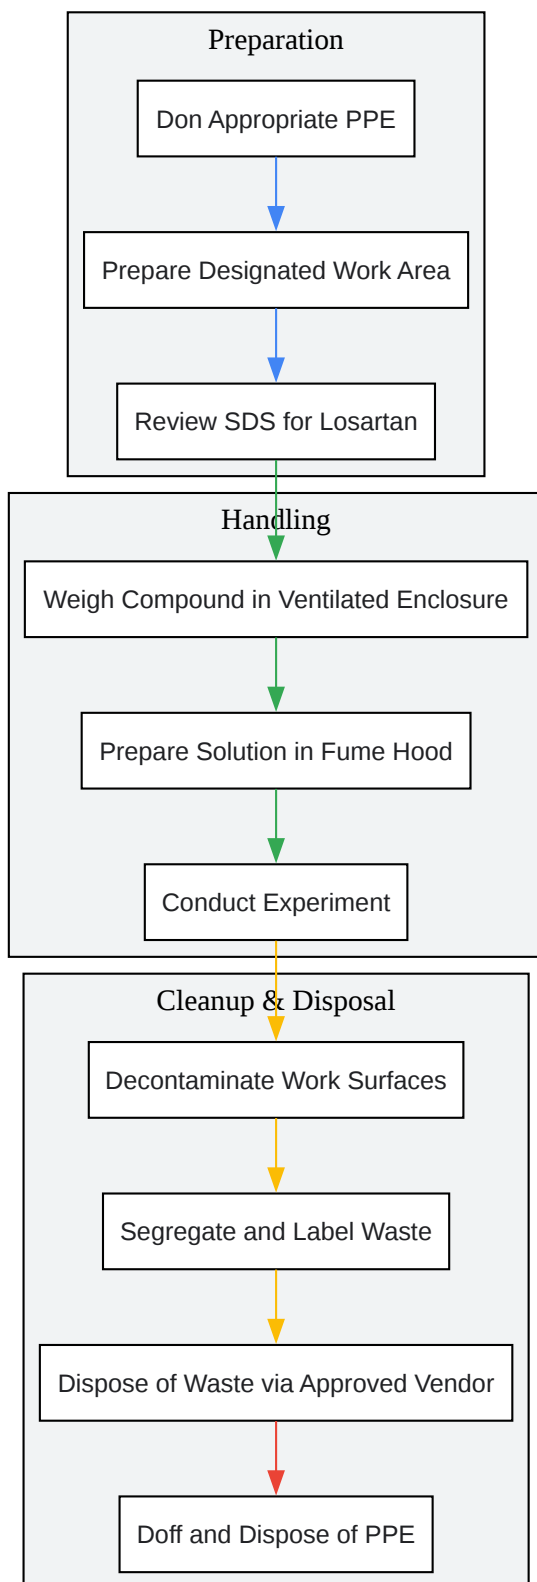 Preparation
Don Appropriate PPE
Prepare Designated Work Area
Review SDS for Losartan
Handling
Weigh Compound in Ventilated Enclosure
Prepare Solution in Fume Hood
Conduct Experiment
Cleanup & Disposal
Decontaminate Work Surfaces
Segregate and Label Waste
Dispose of Waste via Approved Vendor
Doff and Dispose of PPE